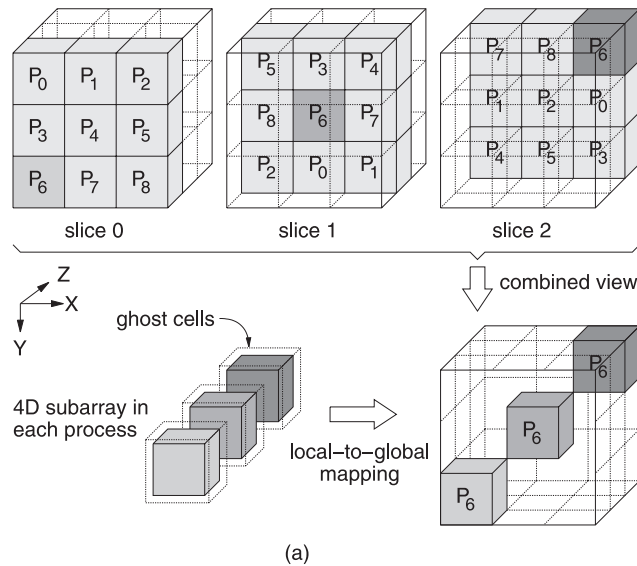 P0 P1 P2
P3 P4 P5
P6 P7 P8
slice 0
P5 P3 P4
P8 P6 P7
P2 P0 P1
slice 1
P7 P8 P6
P1 P2 P0
P4 P5 P3
slice 2
combined view
Z
X
Y
ghost cells
4D subarray in
each process
local–to–global
mapping
P6
P6
P6
(a)